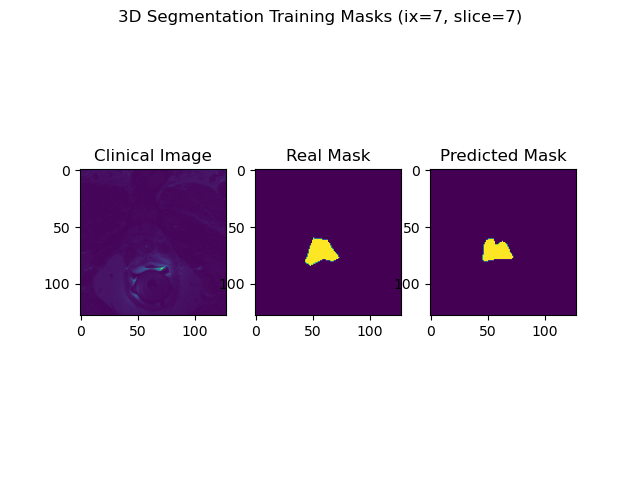 3D Segmentation Training Masks (ix=7, slice=7)
Clinical Image Real Mask Predicted Mask
0 0 0
50 50 50
100 100 100
0 50 100 0 50 100 0 50 100